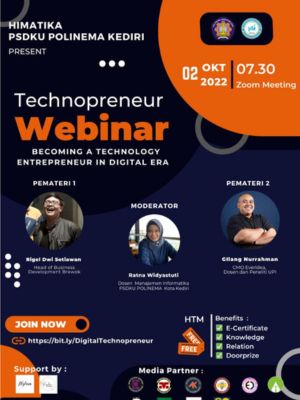 HIMATIKA
PSDKU POLINEMA KEDIRI
PRESENT
02 OKT
2022
07.30
Zoom Meeting
Technopreneur
Webinar
BECOMING A TECHNOLOGY
ENTREPRENEUR IN DIGITAL ERA
PEMATERI 1
Rigel Dwi Setiawan
Head of Business
Development Brewok
MODERATOR
Ratna Widyastuti
Dosen Manajemen Informatika
PSDKU POLINEMA Kota Kediri
PEMATERI 2
Gilang Nurrahman
CMO Everidea,
Dosen dan Peneliti UPI
JOIN NOW
https://bit.ly/DigitalTechnopreneur
HTM
FREE
Benefits :
E-Certificate
Knowledge
Relation
Doorprize
Support by :
Media Partner :